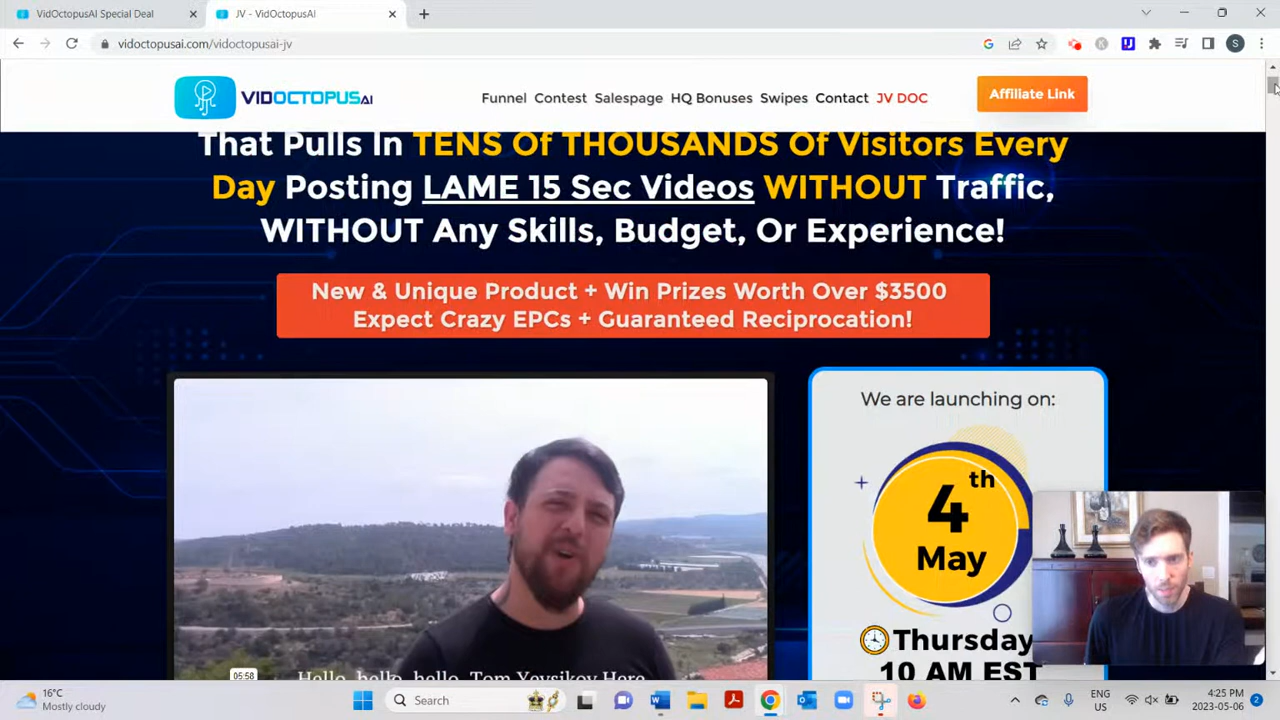 VidOctopusAI Special Deal
JV - VidOctopusAI
vidoctopusai.com/vidoctopusai-jv
VIDOCTOPUSAI
Funnel Contest Salespage HQ Bonuses Swipes Contact JV DOC
Affiliate Link
That Pulls In TENS Of THOUSANDS Of Visitors Every
Day Posting LAME 15 Sec Videos WITHOUT Traffic,
WITHOUT Any Skills, Budget, Or Experience!
New & Unique Product + Win Prizes Worth Over $3500
Expect Crazy EPCs + Guaranteed Reciprocation!
We are launching on:
4th
May
Thursday
10 AM EST
05:58
Hello, hello, hello, Tom Yevsikov Here
16°C
Mostly cloudy
Search
ENG
US
4:25 PM
2023-05-06
2